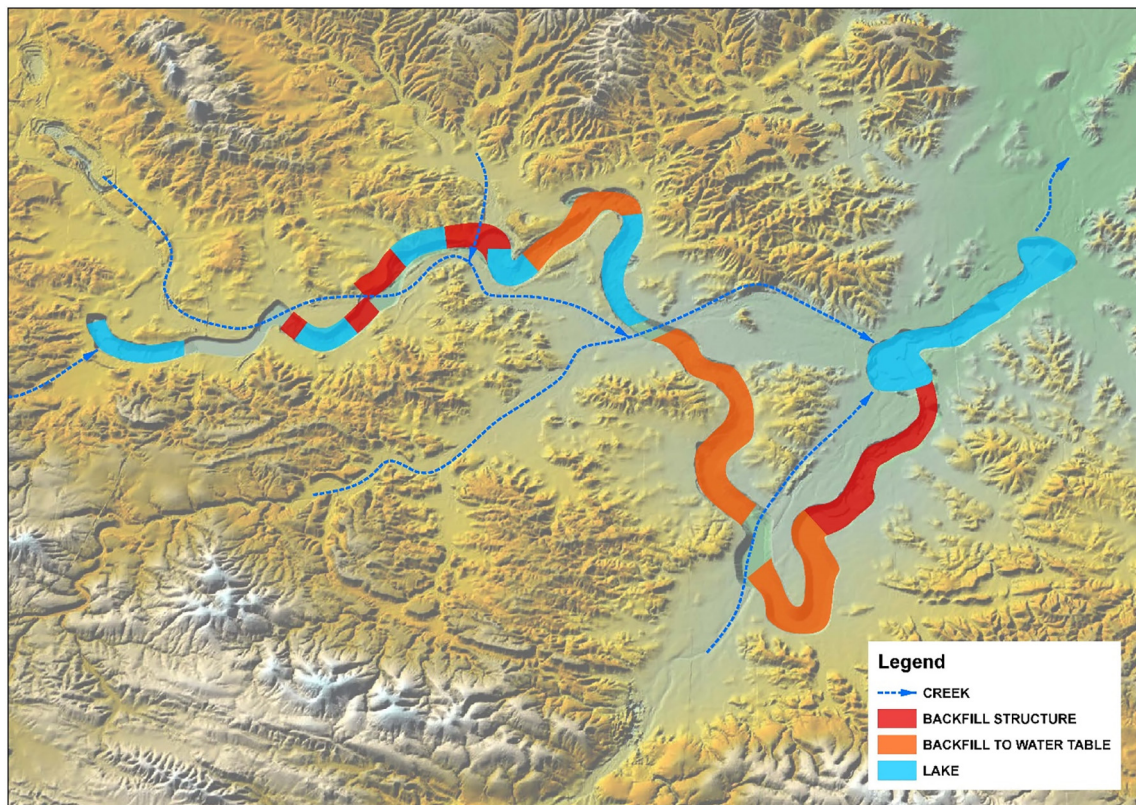 Legend
CREEK
BACKFILL STRUCTURE
BACKFILL TO WATER TABLE
LAKE